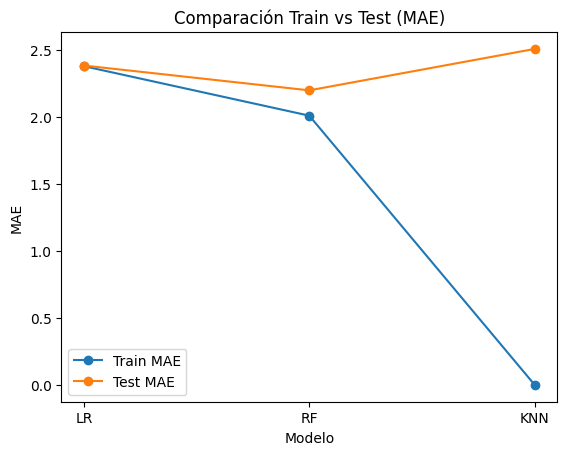 Comparación Train vs Test (MAE)
MAE
2.5
2.0
1.5
1.0
0.5
0.0
Train MAE
Test MAE
LR
RF
KNN
Modelo